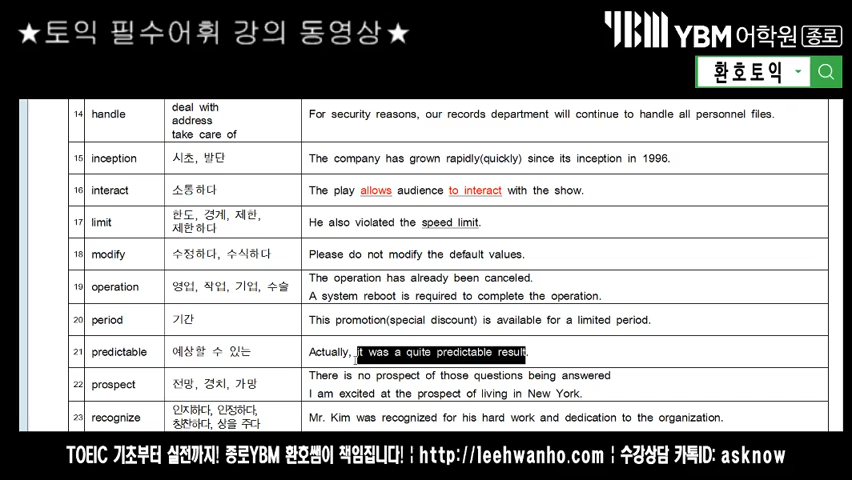 ★토익 필수어휘 강의 동영상★
YBM YBM어학원 종로
환호토익
14 handle deal with address take care of For security reasons, our records department will continue to handle all personnel files.
15 inception 시초, 발단 The company has grown rapidly(quickly) since its inception in 1996.
16 interact 소통하다 The play allows audience to interact with the show.
17 limit 한도, 경계, 제한, 제한하다 He also violated the speed limit.
18 modify 수정하다, 수식하다 Please do not modify the default values.
19 operation 영업, 작업, 기업, 수술 The operation has already been canceled.
A system reboot is required to complete the operation.
20 period 기간 This promotion(special discount) is available for a limited period.
21 predictable 예상할 수 있는 Actually, it was a quite predictable result.
22 prospect 전망, 경치, 가망 There is no prospect of those questions being answered
I am excited at the prospect of living in New York.
23 recognize 인지하다, 인정하다, 칭찬하다, 상을 주다 Mr. Kim was recognized for his hard work and dedication to the organization.
TOEIC 기초부터 실전까지! 종로YBM 환호쌤이 책임집니다! ¦ http://leehwanho.com ¦ 수강상담 카톡ID: asknow